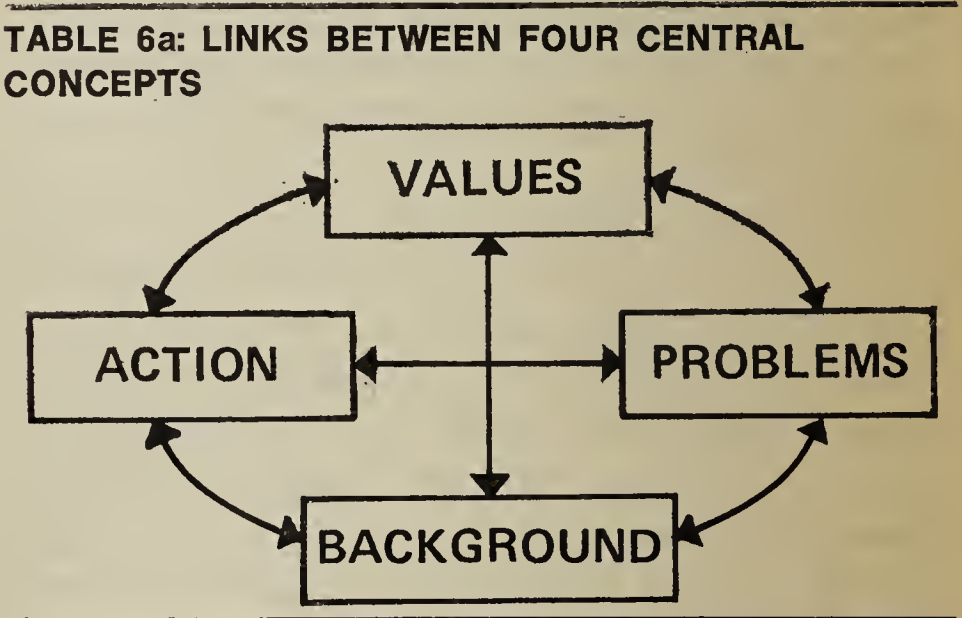 TABLE 6a: LINKS BETWEEN FOUR CENTRAL
CONCEPTS
VALUES
ACTION
PROBLEMS
BACKGROUND